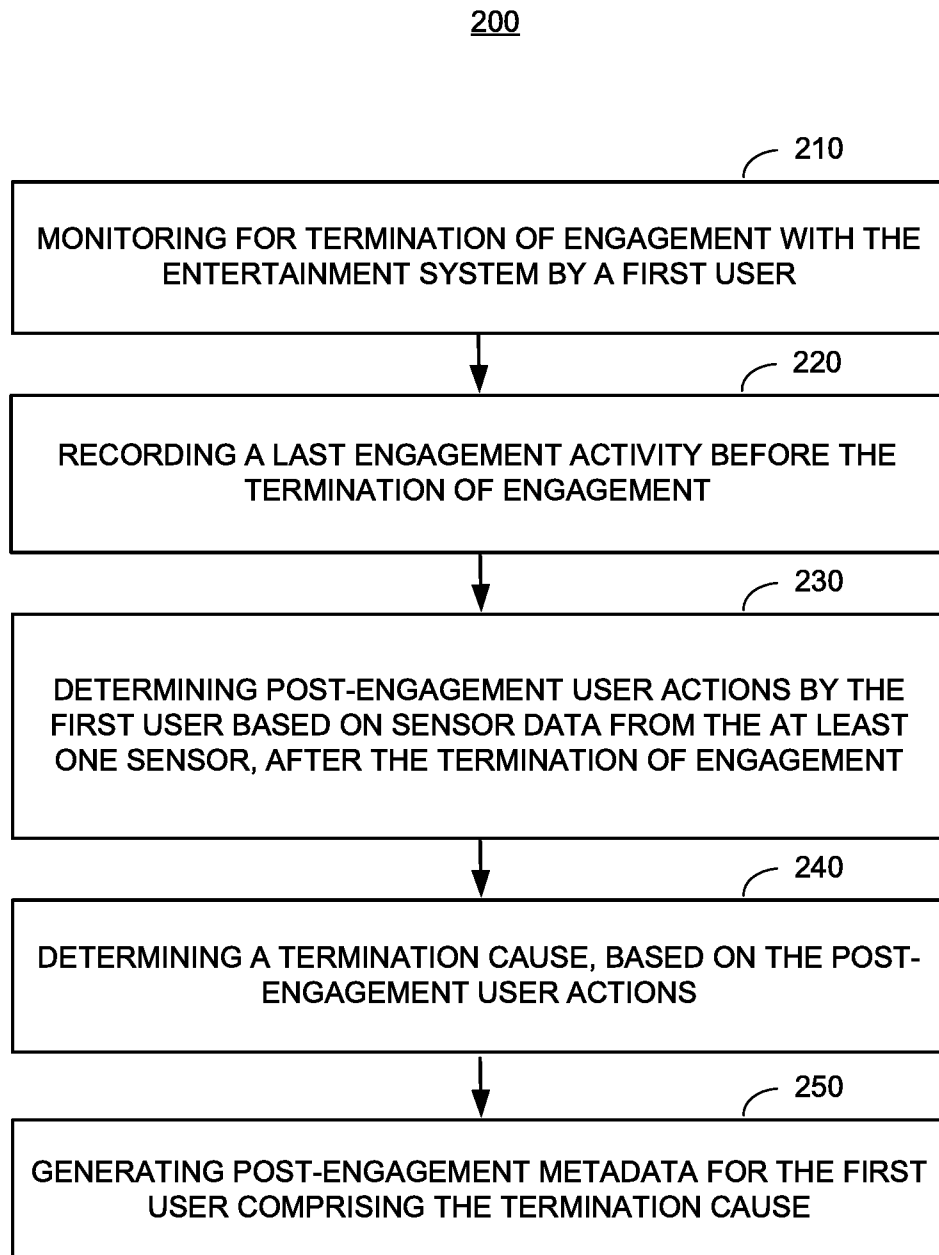 200
210
MONITORING FOR TERMINATION OF ENGAGEMENT WITH THE
ENTERTAINMENT SYSTEM BY A FIRST USER
220
RECORDING A LAST ENGAGEMENT ACTIVITY BEFORE THE
TERMINATION OF ENGAGEMENT
230
DETERMINING POST-ENGAGEMENT USER ACTIONS BY THE
FIRST USER BASED ON SENSOR DATA FROM THE AT LEAST
ONE SENSOR, AFTER THE TERMINATION OF ENGAGEMENT
240
DETERMINING A TERMINATION CAUSE, BASED ON THE POST-
ENGAGEMENT USER ACTIONS
250
GENERATING POST-ENGAGEMENT METADATA FOR THE FIRST
USER COMPRISING THE TERMINATION CAUSE